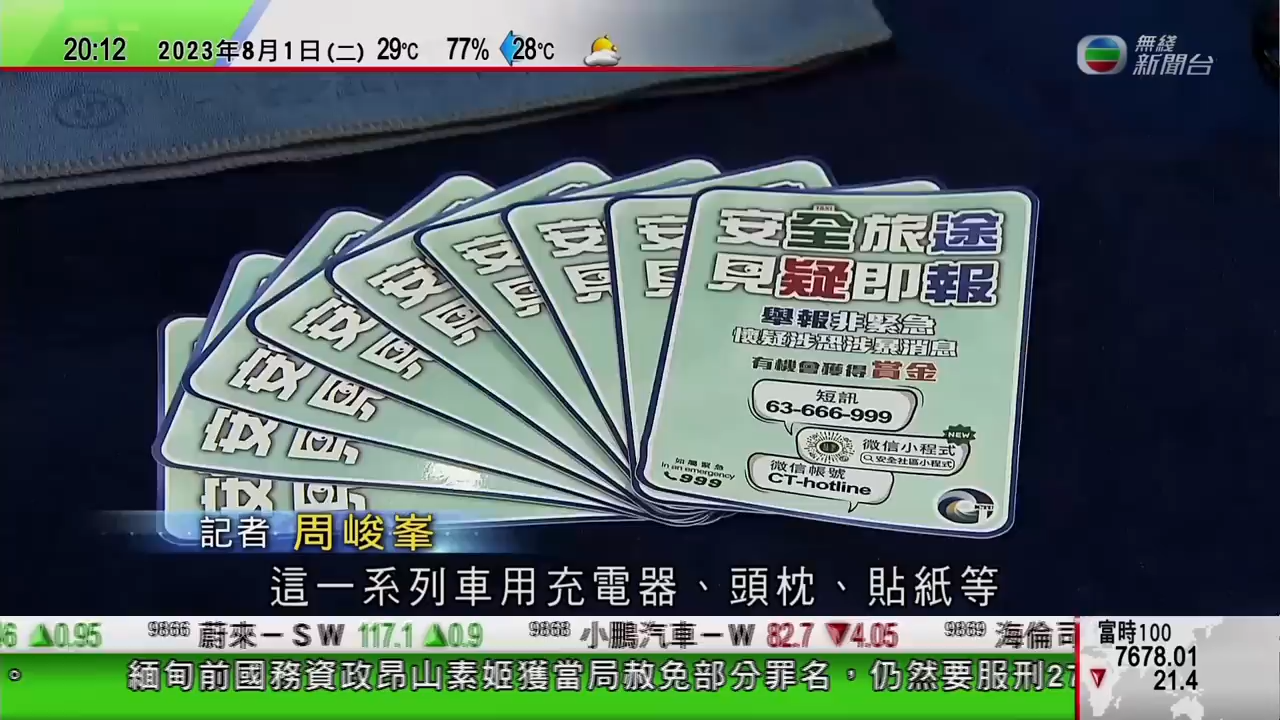 20:12 2023年8月1日(二) 29℃ 77% 28℃
無綫
新聞台
安全旅途
見疑即報
舉報非緊急
懷疑涉恐涉暴消息
有機會獲得賞金
短訊
63-666-999
NEW
微信小程式
安全社區小程式
微信帳號
CT-hotline
如屬緊急
In an emergency
999
記者 周峻峯
這一系列車用充電器、頭枕、貼紙等
6 ▲0.95 9866 蔚來－ＳＷ 117.1 ▲0.9 9868 小鵬汽車－W 82.7 ▼4.05 9869 海倫司
富時100
7678.01
▼ 21.4
。 緬甸前國務資政昂山素姬獲當局赦免部分罪名，仍然要服刑27